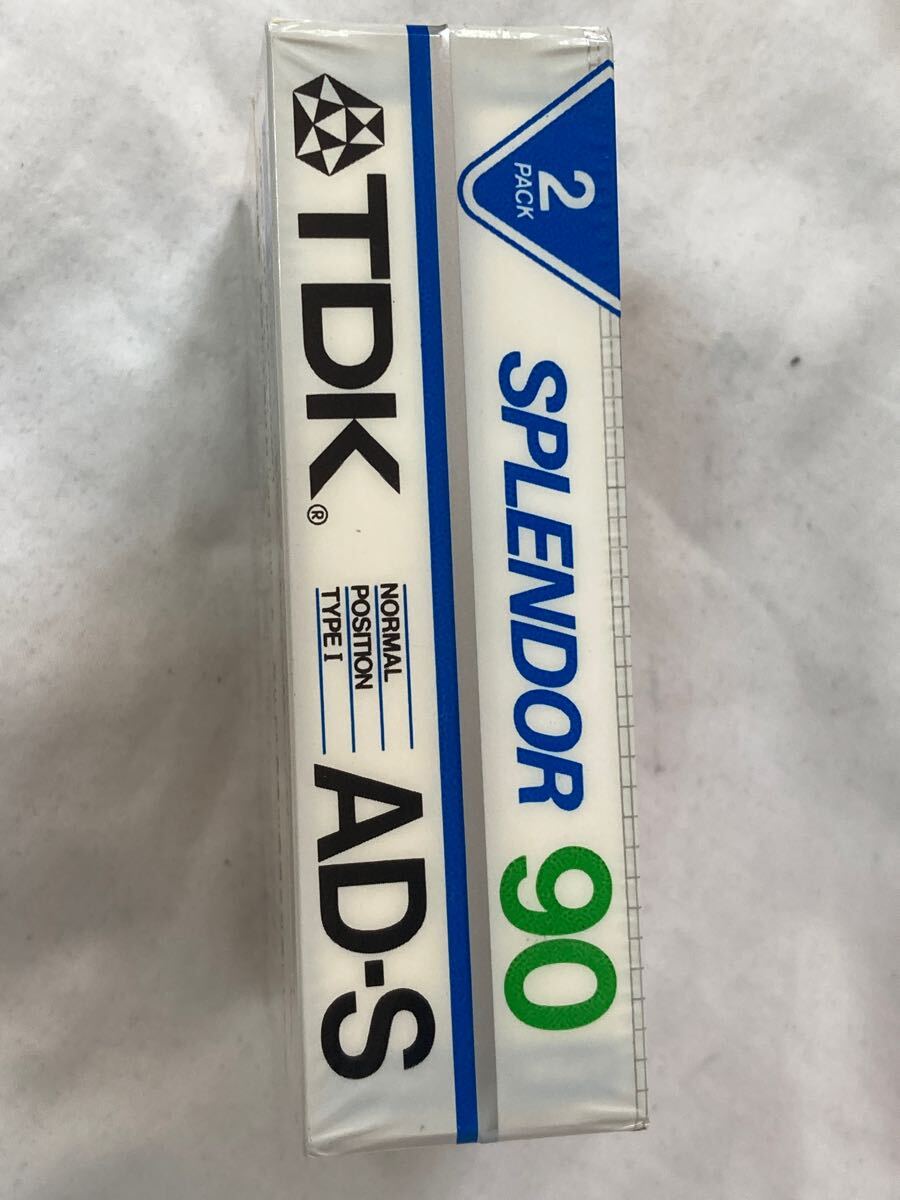 2
PACK
SPLENDOR 90
TDK®
NORMAL
POSITION
TYPE I
AD-S